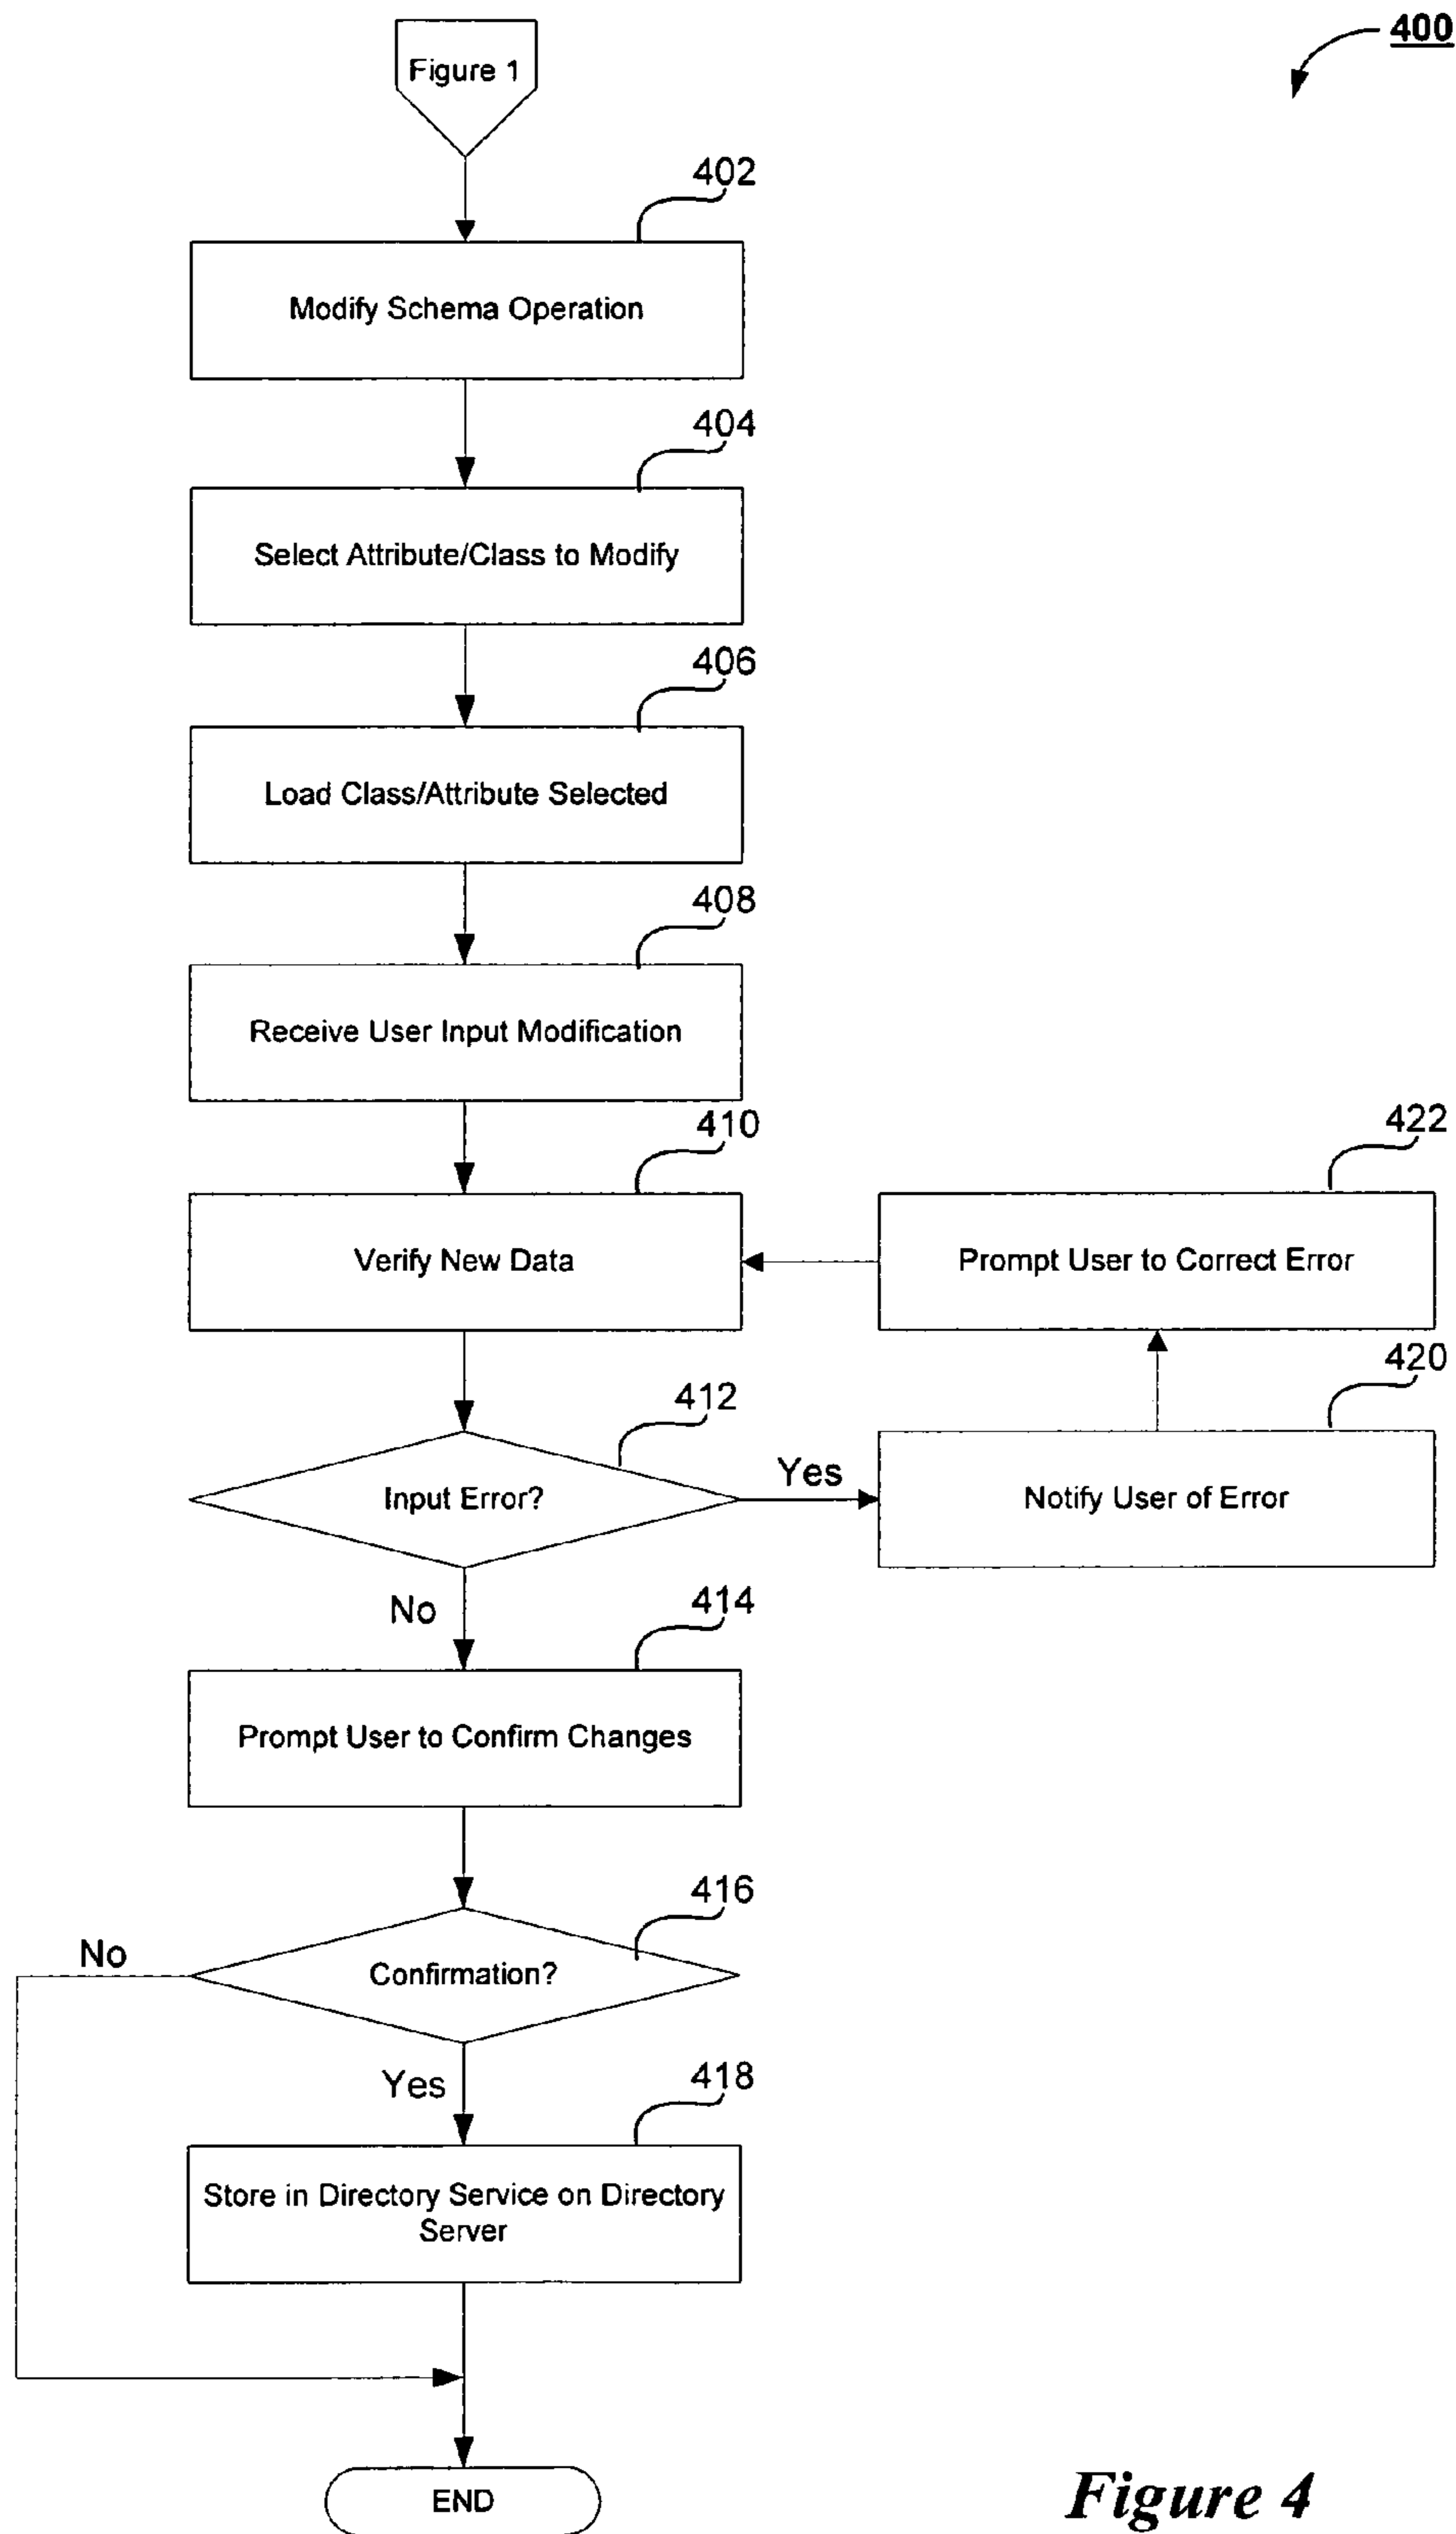 400
Figure 1
402
Modify Schema Operation
404
Select Attribute/Class to Modify
406
Load Class/Attribute Selected
408
Receive User Input Modification
410
Verify New Data
422
Prompt User to Correct Error
412
Input Error?
Yes
420
Notify User of Error
No
414
Prompt User to Confirm Changes
416
Confirmation?
No
Yes
418
Store in Directory Service on Directory
Server
END
Figure 4